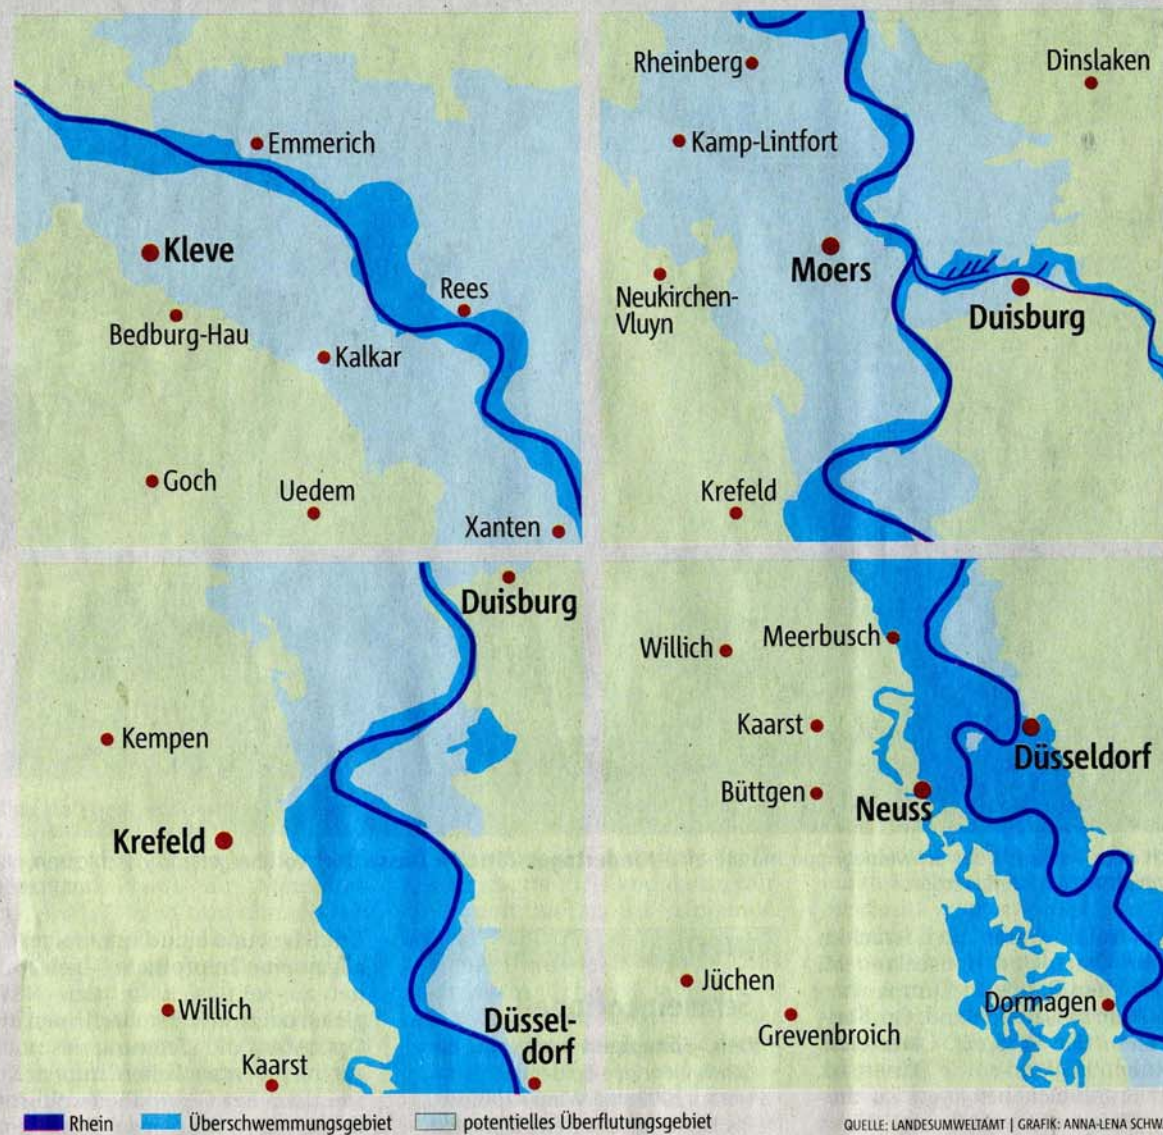 Emmerich
Kleve
Rees
Bedburg-Hau
Kalkar
Goch
Uedem
Xanten
Rheinberg
Dinslaken
Kamp-Lintfort
Moers
Neukirchen-
Vluyn
Duisburg
Krefeld
Duisburg
Kempen
Krefeld
Willich
Düssel-
dorf
Kaarst
Willich
Meerbusch
Kaarst
Düsseldorf
Büttgen
Neuss
Jüchen
Dormagen
Grevenbroich
Rhein
Überschwemmungsgebiet
potentielles Überflutungsgebiet
QUELLE: LANDESUMWELTAMT | GRAFIK: ANNA-LENA SCHW